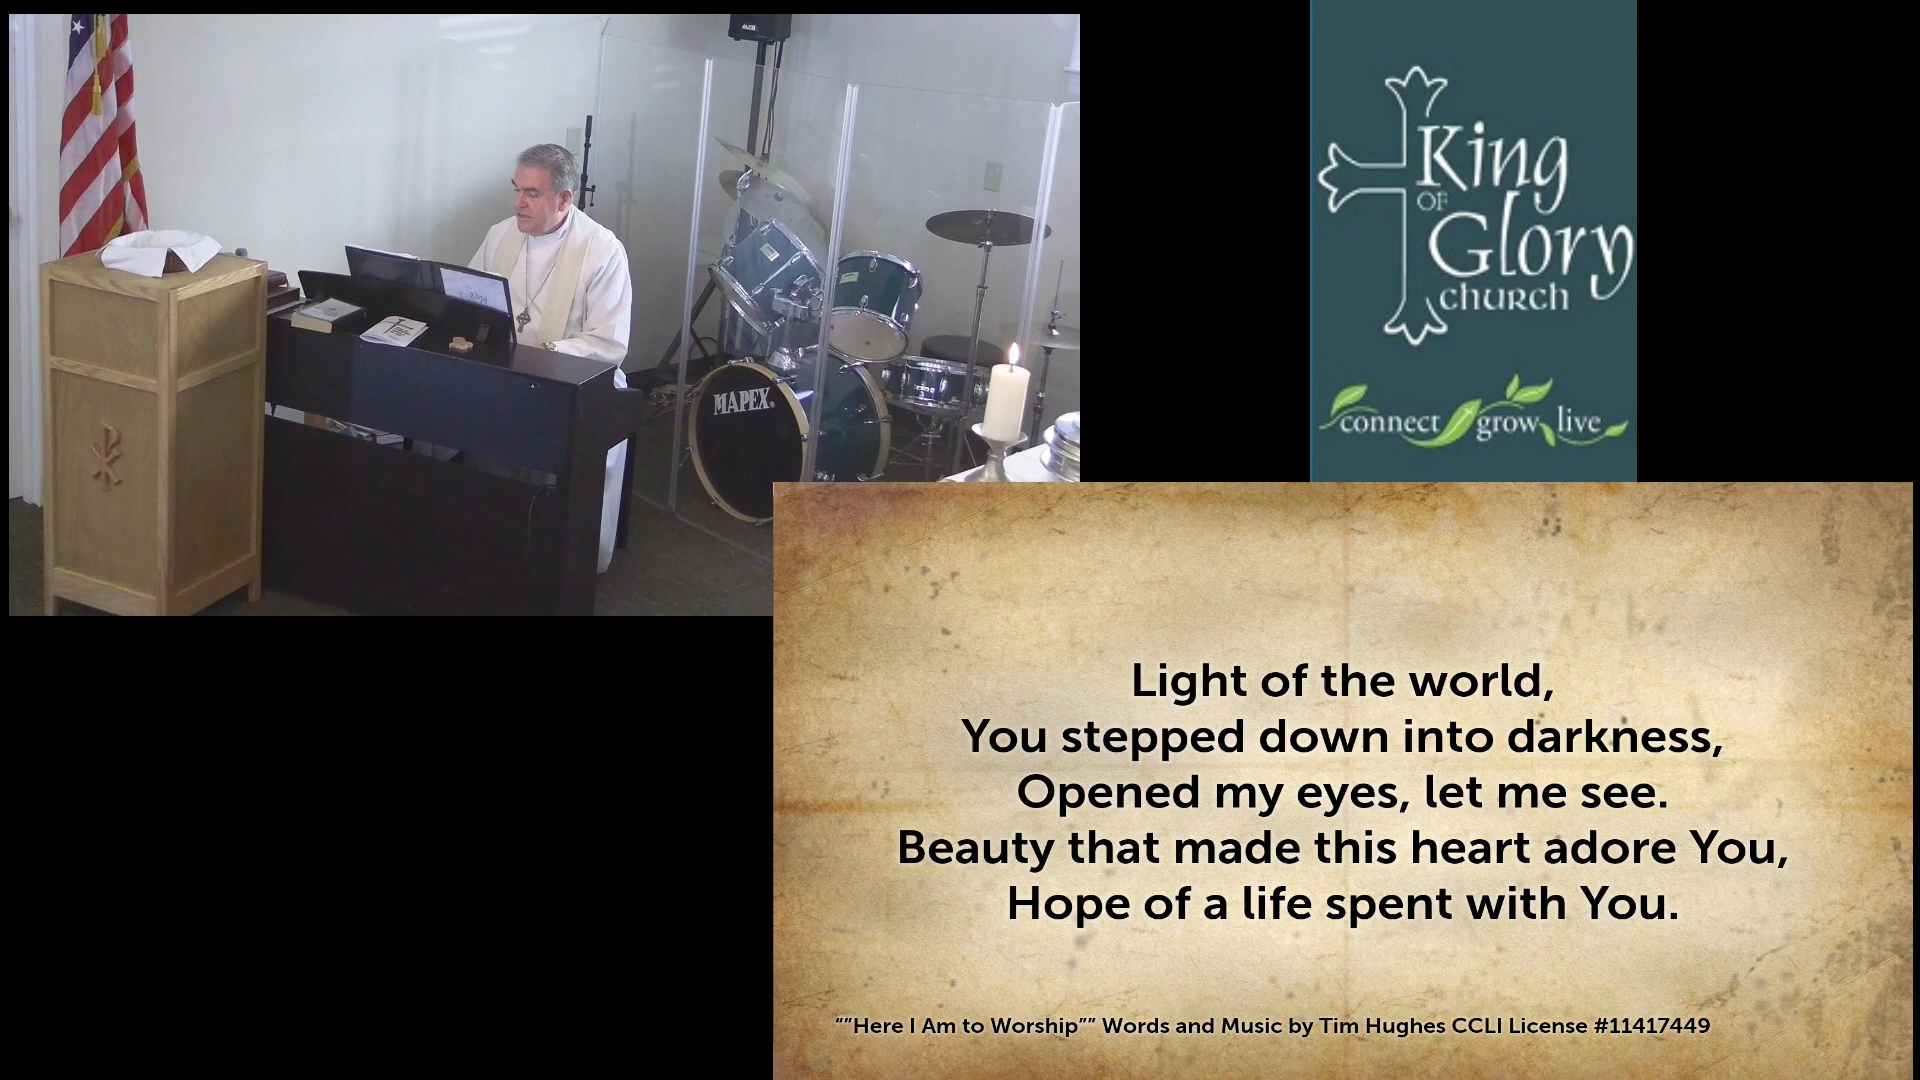 King
OF
Glory
church
connect grow live
MAPEX
Light of the world,
You stepped down into darkness,
Opened my eyes, let me see.
Beauty that made this heart adore You,
Hope of a life spent with You.
“”Here I Am to Worship”” Words and Music by Tim Hughes CCLI License #11417449